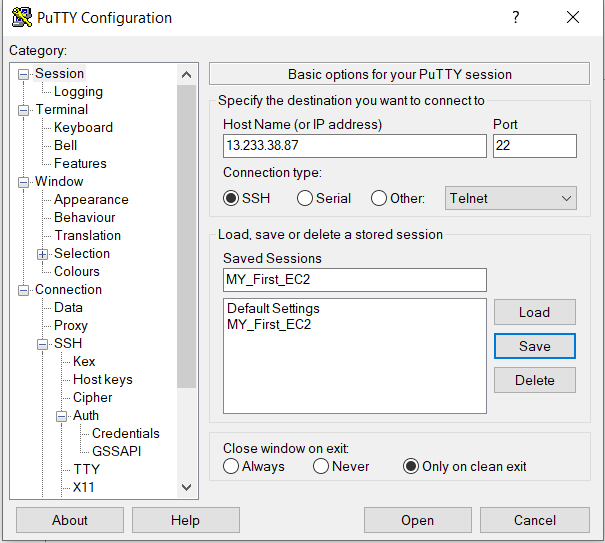 PuTTY Configuration
Category:
Session
Logging
Terminal
Keyboard
Bell
Features
Window
Appearance
Behaviour
Translation
Selection
Colours
Connection
Data
Proxy
SSH
Kex
Host keys
Cipher
Auth
Credentials
GSSAPI
TTY
X11
Basic options for your PuTTY session
Specify the destination you want to connect to
Host Name (or IP address) Port
13.233.38.87 22
Connection type:
SSH Serial Other: Telnet
Load, save or delete a stored session
Saved Sessions
MY_First_EC2
Default Settings
MY_First_EC2
Load
Save
Delete
Close window on exit:
Always Never Only on clean exit
About Help Open Cancel